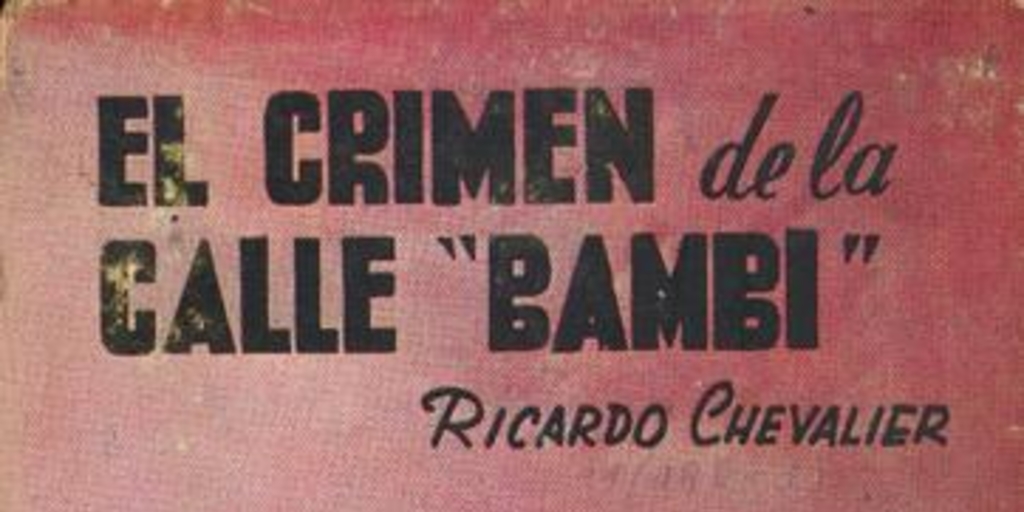 EL CRIMEN de la
CALLE "BAMBI"
RICARDO CHEVALIER